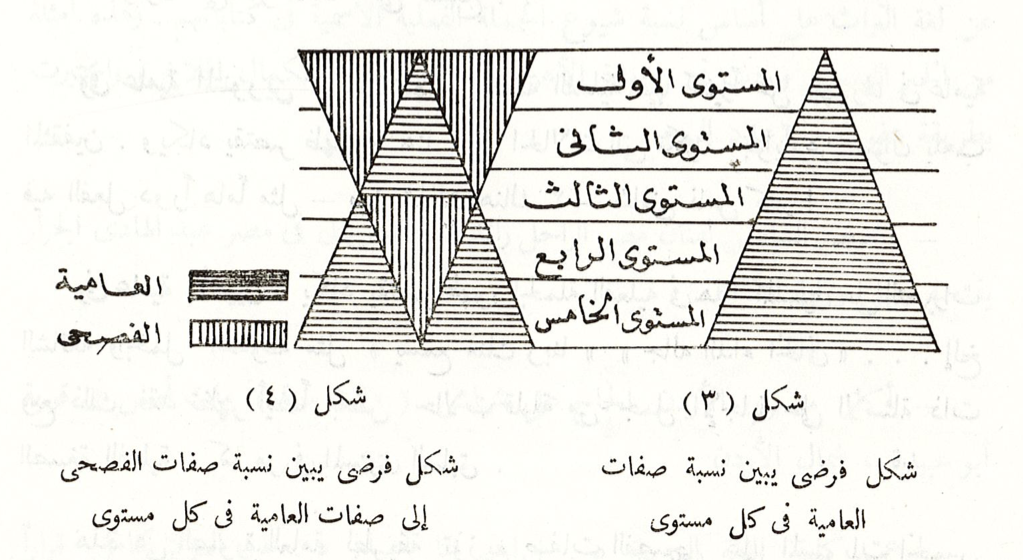 المستوى الأول
المستوى الثانى
المستوى الثالث
المستوى الرابع
المستوى الخامس
العامية
الفصحى
شكل (٣)
شكل فرضى يبين نسبة صفات
العامية فى كل مستوى
شكل (٤)
شكل فرضى يبين نسبة صفات الفصحى
إلى صفات العامية فى كل مستوى